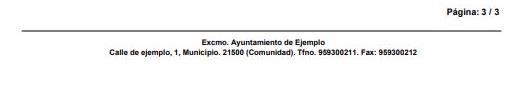 Página: 3 / 3
Excmo. Ayuntamiento de Ejemplo
Calle de ejemplo, 1, Municipio. 21500 (Comunidad). Tfno. 959300211. Fax: 959300212